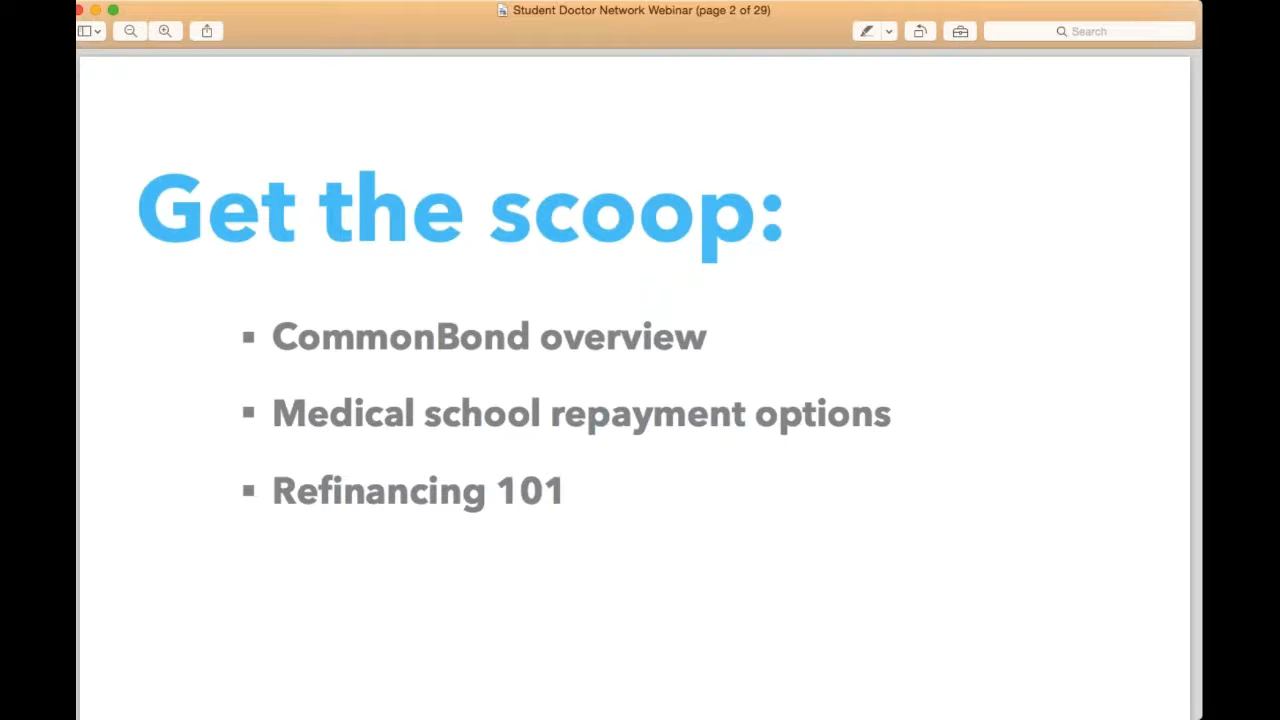 Student Doctor Network Webinar (page 2 of 29)
Search
Get the scoop:
▪ CommonBond overview
▪ Medical school repayment options
▪ Refinancing 101